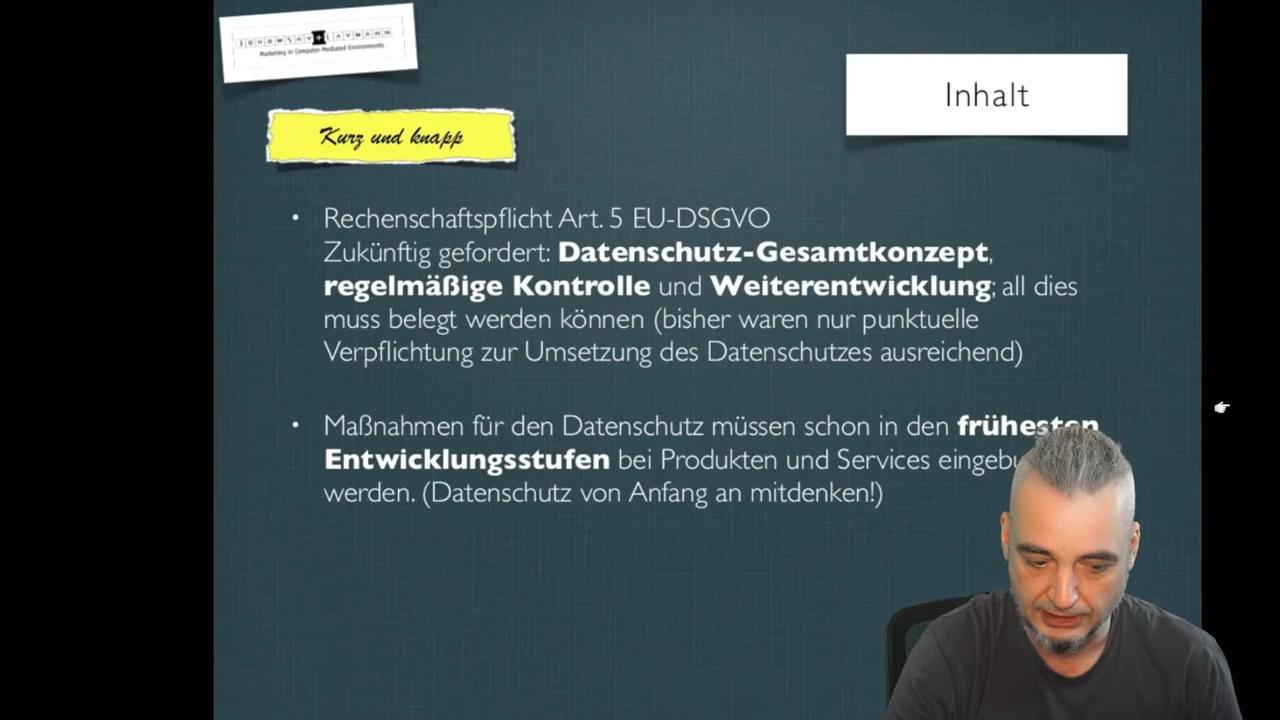 Marketing in Computer-Mediated Environments
Inhalt
Kurz und knapp
• Rechenschaftspflicht Art. 5 EU-DSGVO
Zukünftig gefordert: Datenschutz-Gesamtkonzept,
regelmäßige Kontrolle und Weiterentwicklung; all dies
muss belegt werden können (bisher waren nur punktuelle
Verpflichtung zur Umsetzung des Datenschutzes ausreichend)
• Maßnahmen für den Datenschutz müssen schon in den frühesten
Entwicklungsstufen bei Produkten und Services
werden. (Datenschutz von Anfang an mitdenken!)